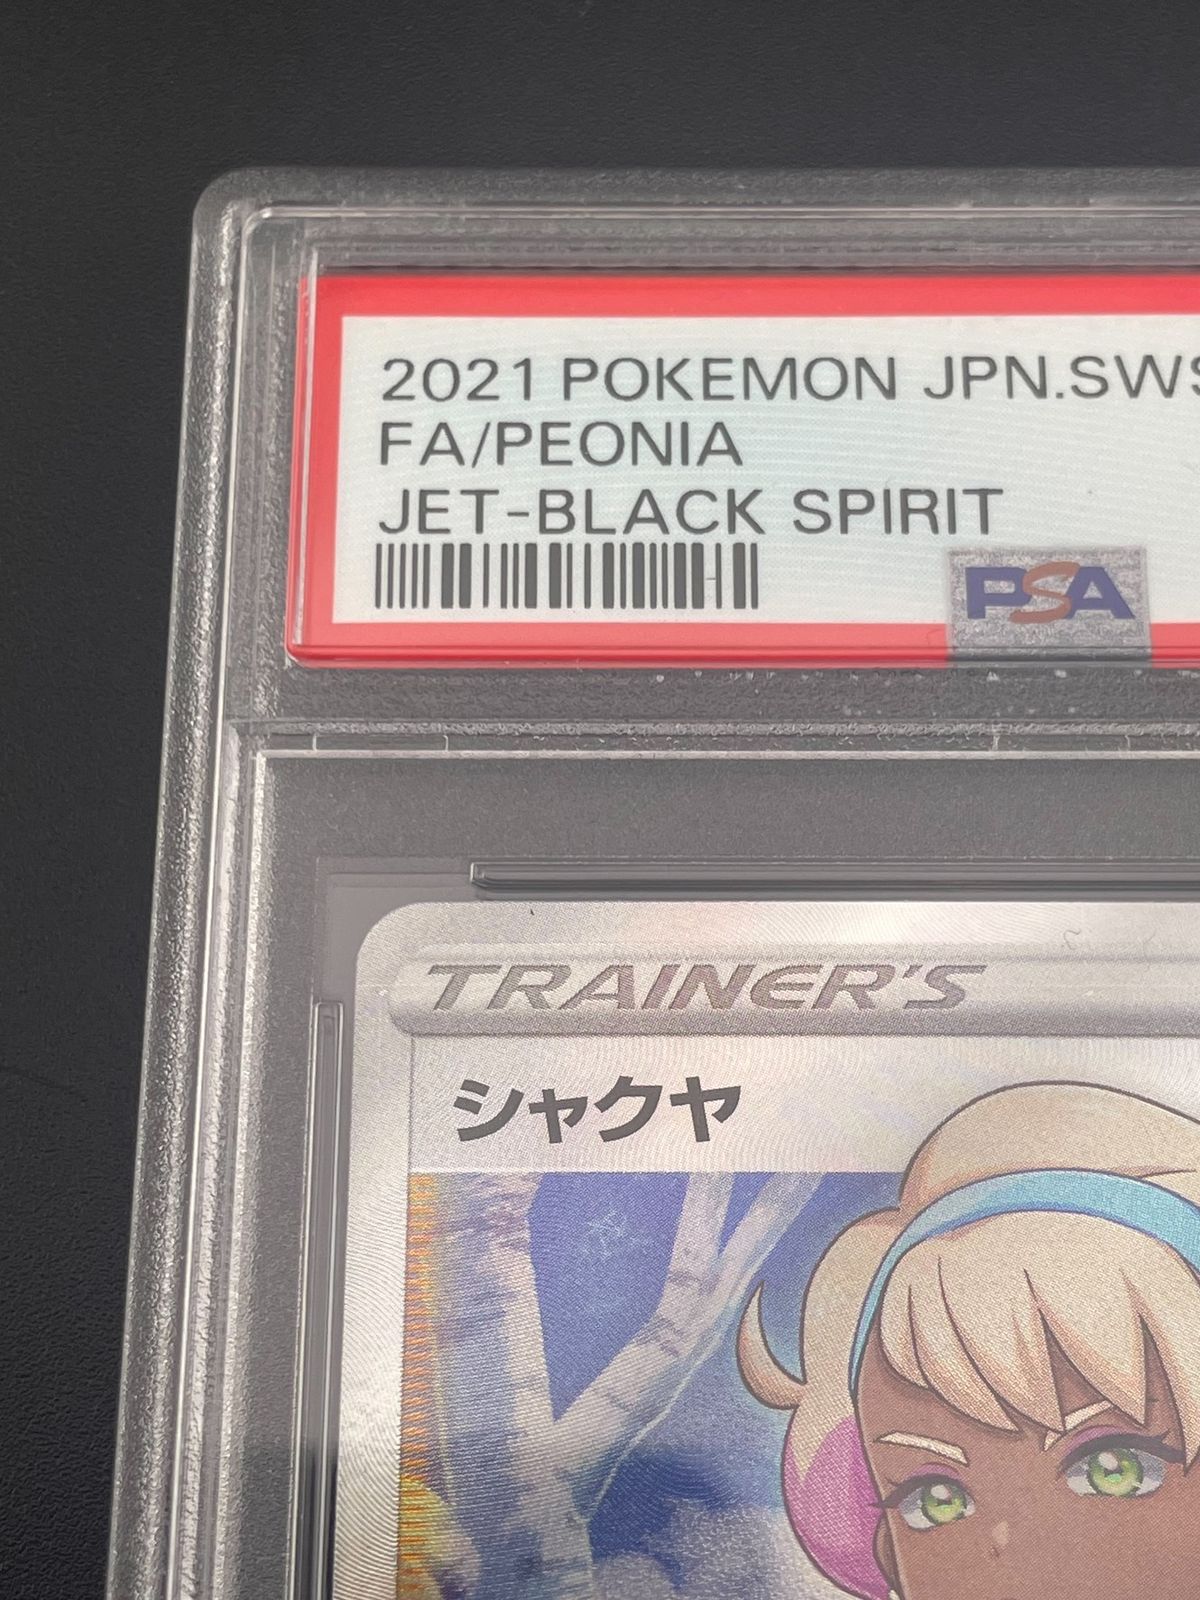 2021 POKEMON JPN.SWS
FA/PEONIA
JET-BLACK SPIRIT
PSA
TRAINER'S
シャクヤ